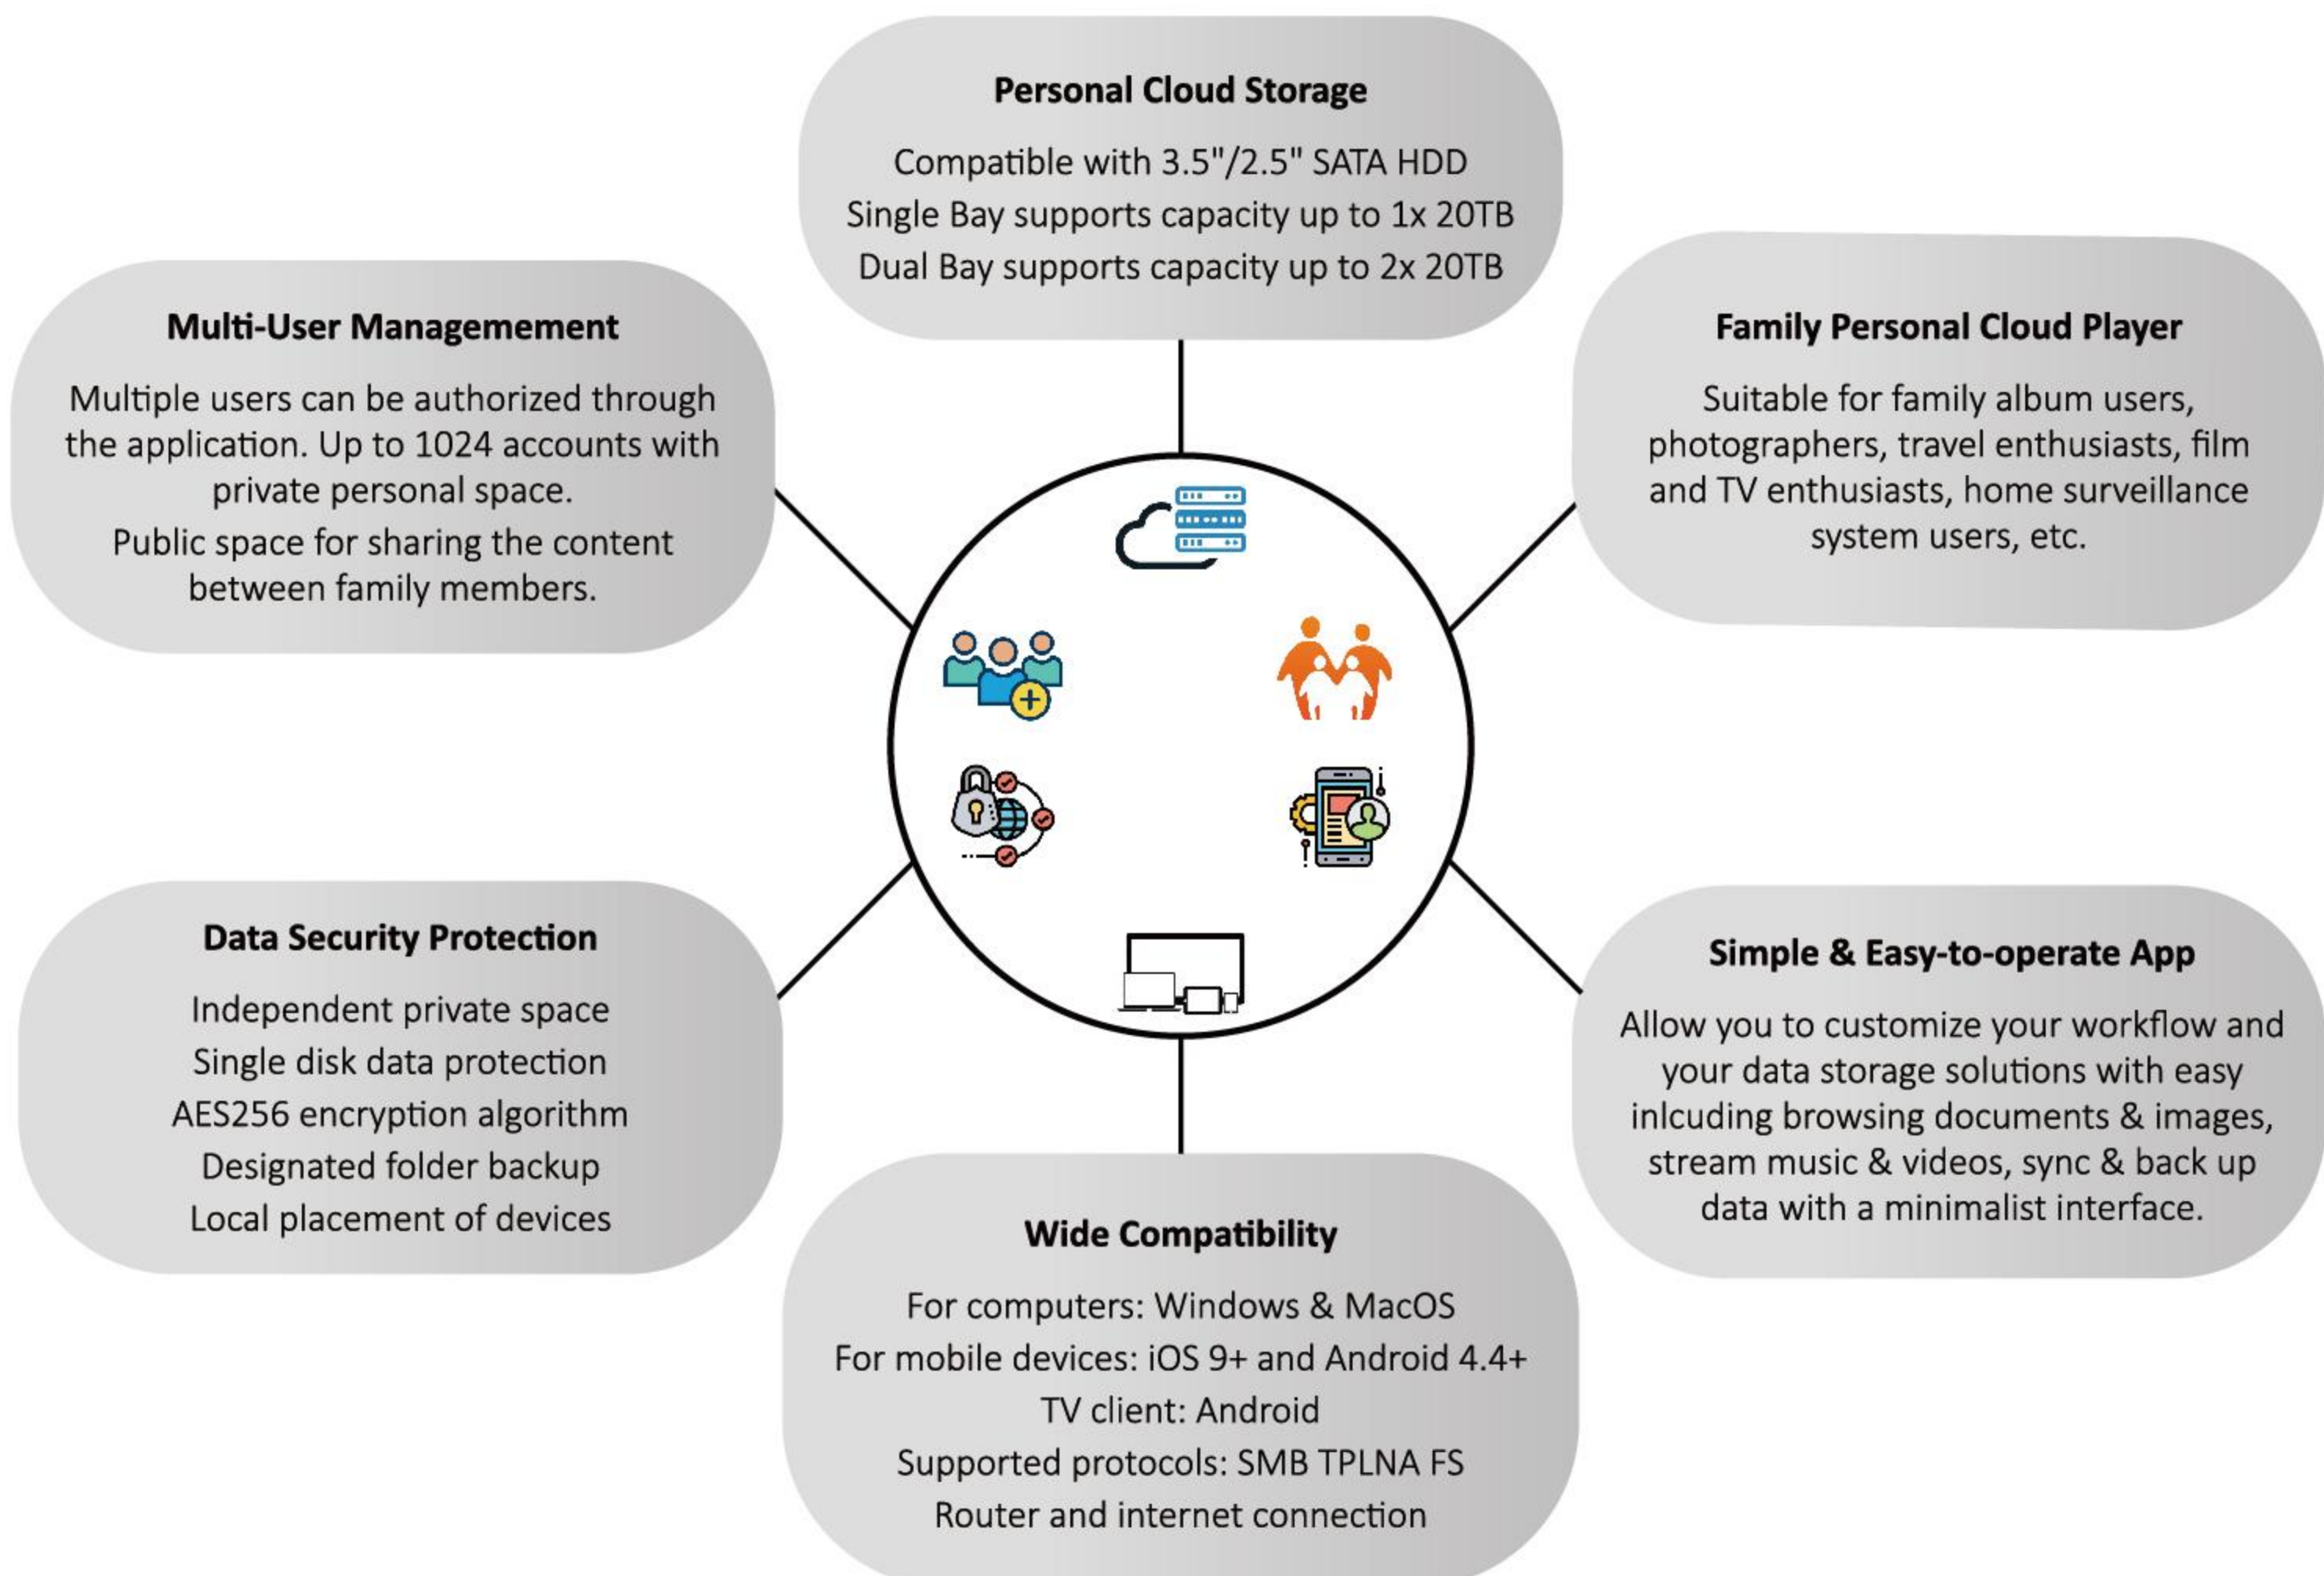 Personal Cloud Storage
Compatible with 3.5"/2.5" SATA HDD
Single Bay supports capacity up to 1x 20TB
Dual Bay supports capacity up to 2x 20TB
Multi-User Managemement
Multiple users can be authorized through
the application. Up to 1024 accounts with
private personal space.
Public space for sharing the content
between family members.
Family Personal Cloud Player
Suitable for family album users,
photographers, travel enthusiasts, film
and TV enthusiasts, home surveillance
system users, etc.
Data Security Protection
Independent private space
Single disk data protection
AES256 encryption algorithm
Designated folder backup
Local placement of devices
Simple & Easy-to-operate App
Allow you to customize your workflow and
your data storage solutions with easy
inlcuding browsing documents & images,
stream music & videos, sync & back up
data with a minimalist interface.
Wide Compatibility
For computers: Windows & MacOS
For mobile devices: iOS 9+ and Android 4.4+
TV client: Android
Supported protocols: SMB TPLNA FS
Router and internet connection